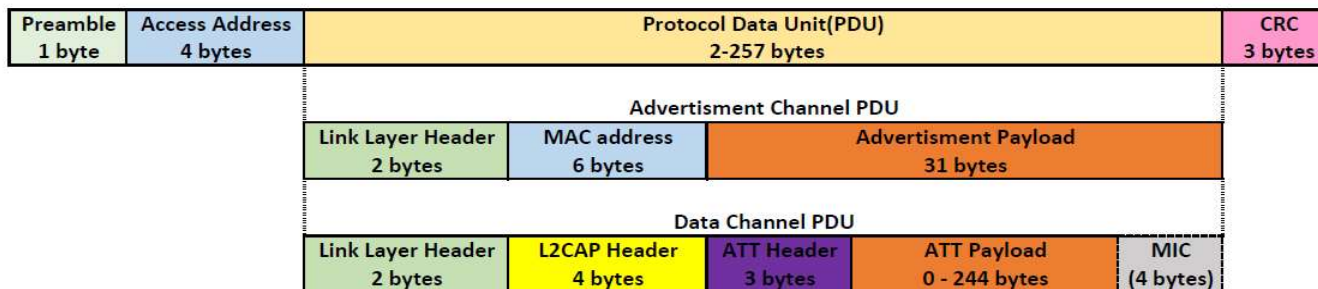 Preamble Access Address Protocol Data Unit(PDU) CRC
1 byte 4 bytes 2-257 bytes 3 bytes
Advertisment Channel PDU
Link Layer Header MAC address Advertisment Payload
2 bytes 6 bytes 31 bytes
Data Channel PDU
Link Layer Header L2CAP Header ATT Header ATT Payload MIC
2 bytes 4 bytes 3 bytes 0 - 244 bytes (4 bytes)